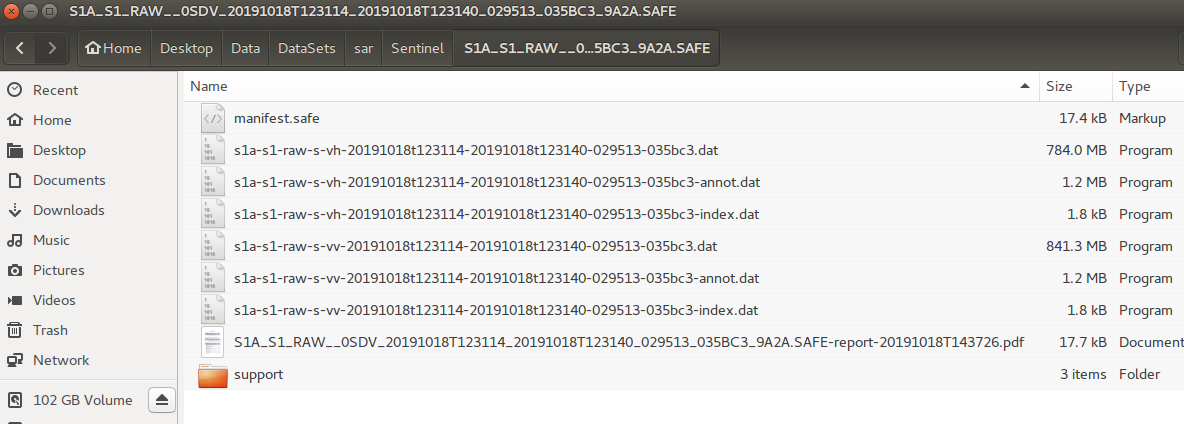 S1A_S1_RAW__0SDV_20191018T123114_20191018T123140_029513_035BC3_9A2A.SAFE
Home Desktop Data DataSets sar Sentinel S1A_S1_RAW__0...5BC3_9A2A.SAFE
Recent
Home
Desktop
Documents
Downloads
Music
Pictures
Videos
Trash
Network
102 GB Volume
Name Size Type
manifest.safe 17.4 kB Markup
s1a-s1-raw-s-vh-20191018t123114-20191018t123140-029513-035bc3.dat 784.0 MB Program
s1a-s1-raw-s-vh-20191018t123114-20191018t123140-029513-035bc3-annot.dat 1.2 MB Program
s1a-s1-raw-s-vh-20191018t123114-20191018t123140-029513-035bc3-index.dat 1.8 kB Program
s1a-s1-raw-s-vv-20191018t123114-20191018t123140-029513-035bc3.dat 841.3 MB Program
s1a-s1-raw-s-vv-20191018t123114-20191018t123140-029513-035bc3-annot.dat 1.2 MB Program
s1a-s1-raw-s-vv-20191018t123114-20191018t123140-029513-035bc3-index.dat 1.8 kB Program
S1A_S1_RAW__0SDV_20191018T123114_20191018T123140_029513_035BC3_9A2A.SAFE-report-20191018T143726.pdf 17.7 kB Document
support 3 items Folder